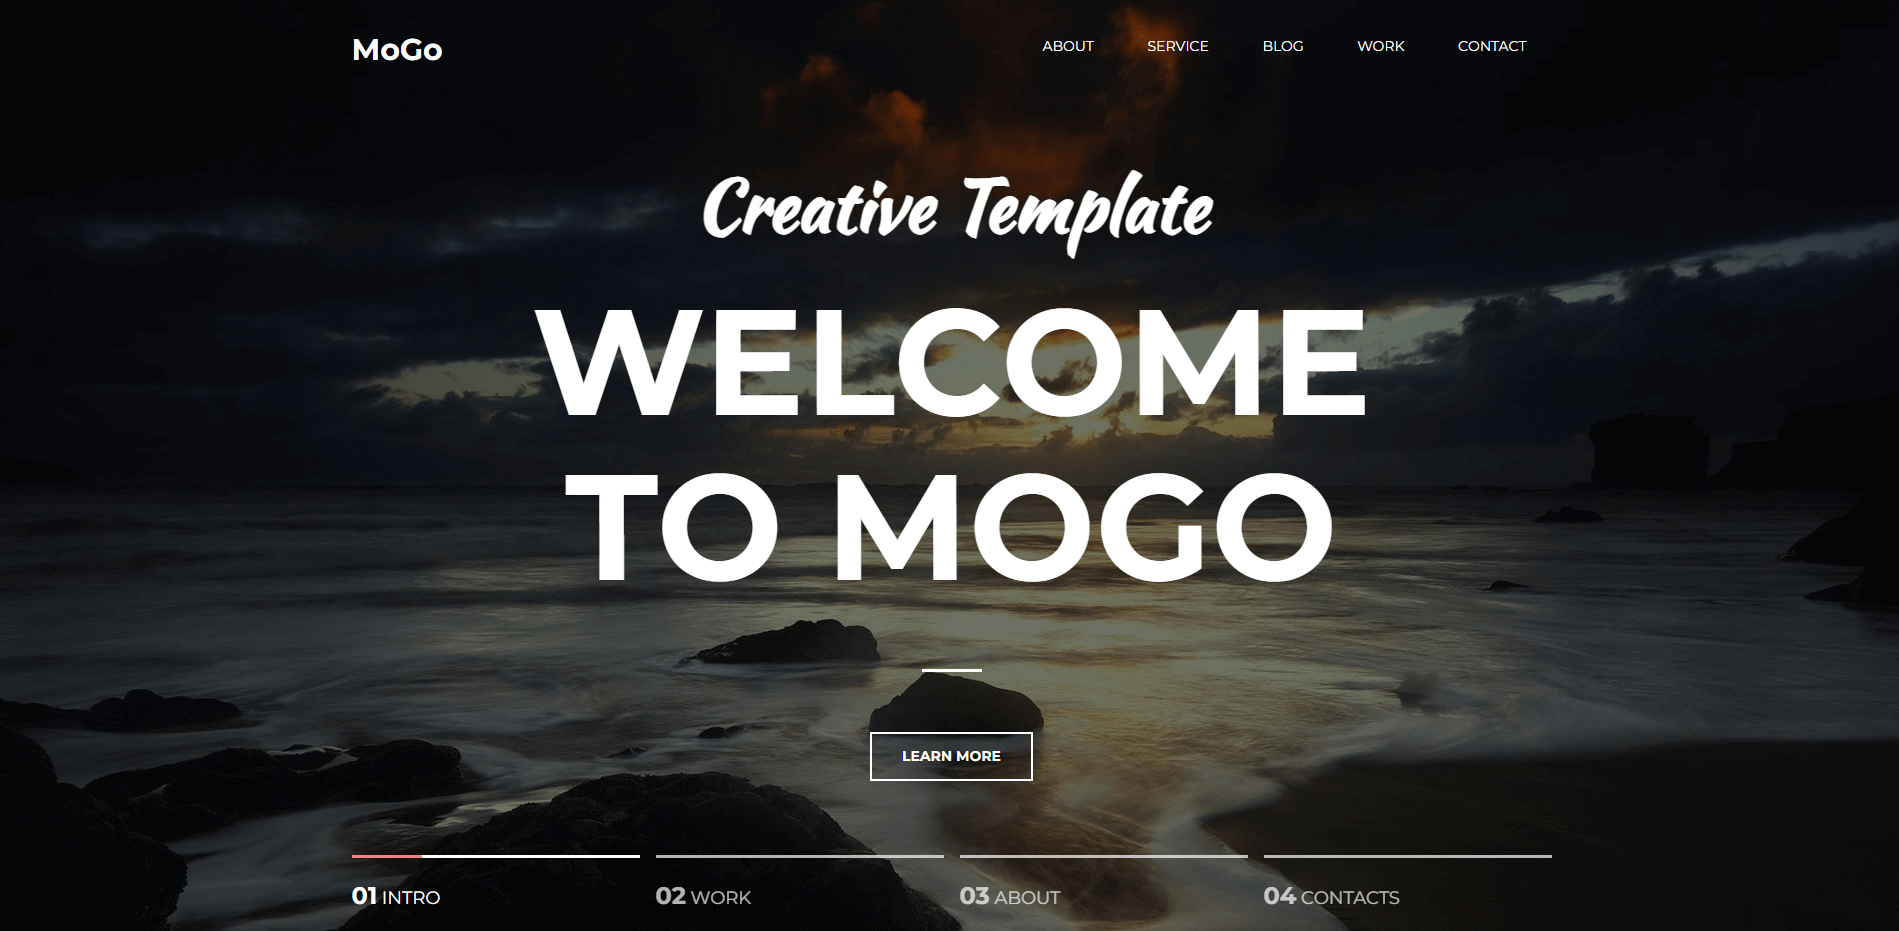 MoGo
ABOUT SERVICE BLOG WORK CONTACT
Creative Template
WELCOME
TO MOGO
LEARN MORE
01 INTRO
02 WORK
03 ABOUT
04 CONTACTS